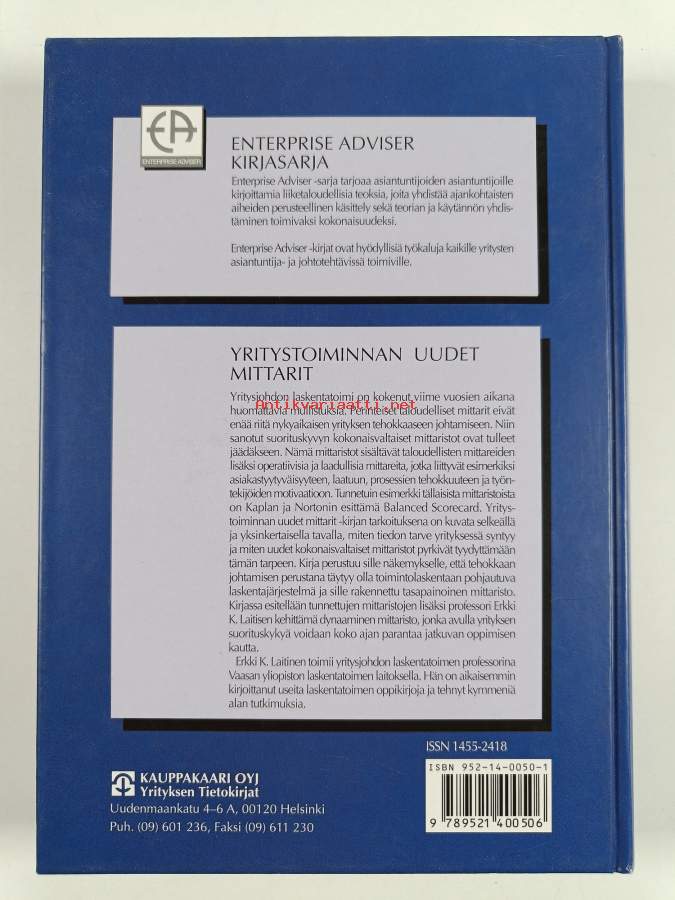 EA
ENTERPRISE ADVISER
ENTERPRISE ADVISER
KIRJASARJA
Enterprise Adviser -sarja tarjoaa asiantuntijoiden asiantuntijoille
kirjoittamia liiketaloudellisia teoksia, joita yhdistää ajankohtaisten
aiheiden perusteellinen käsittely sekä teorian ja käytännön yhdis-
täminen toimivaksi kokonaisuudeksi.
Enterprise Adviser -kirjat ovat hyödyllisiä työkaluja kaikille yritysten
asiantuntija- ja johtotehtävissä toimiville.
YRITYSTOIMINNAN UUDET
MITTARIT
Yritysjohdon laskentatoimi on kokenut viime vuosien aikana
Antikvariaatti.net
huomattavia mullistuksia. Perinteiset taloudelliset mittarit eivät
enää riitä nykyaikaisen yrityksen tehokkaaseen johtamiseen. Niin
sanotut suorituskyvyn kokonaisvaltaiset mittaristot ovat tulleet
jäädäkseen. Nämä mittaristot sisältävät taloudellisten mittareiden
lisäksi operatiivisia ja laadullisia mittareita, jotka liittyvät esimerkiksi
asiakastyytyväisyyteen, laatuun, prosessien tehokkuuteen ja työn-
tekijöiden motivaatioon. Tunnetuin esimerkki tällaisista mittaristoista
on Kaplan ja Nortonin esittämä Balanced Scorecard. Yritys-
toiminnan uudet mittarit -kirjan tarkoituksena on kuvata selkeällä
ja yksinkertaisella tavalla, miten tiedon tarve yrityksessä syntyy
ja miten uudet kokonaisvaltaiset mittaristot pyrkivät tyydyttämään
tämän tarpeen. Kirja perustuu sille näkemykselle, että tehokkaan
johtamisen perustana täytyy olla toimintolaskentaan pohjautuva
laskentajärjestelmä ja sille rakennettu tasapainoinen mittaristo.
Kirjassa esitellään tunnettujen mittaristojen lisäksi professori Erkki
K. Laitisen kehittämä dynaaminen mittaristo, jonka avulla yrityksen
suorituskykyä voidaan koko ajan parantaa jatkuvan oppimisen
kautta.
Erkki K. Laitinen toimii yritysjohdon laskentatoimen professorina
Vaasan yliopiston laskentatoimen laitoksella. Hän on aikaisemmin
kirjoittanut useita laskentatoimen oppikirjoja ja tehnyt kymmeniä
alan tutkimuksia.
ISSN 1455-2418
ISBN 952-14-0050-1
9 789521 400506
KAUPPAKAARI OYJ
Yrityksen Tietokirjat
Uudenmaankatu 4–6 A, 00120 Helsinki
Puh. (09) 601 236, Faksi (09) 611 230